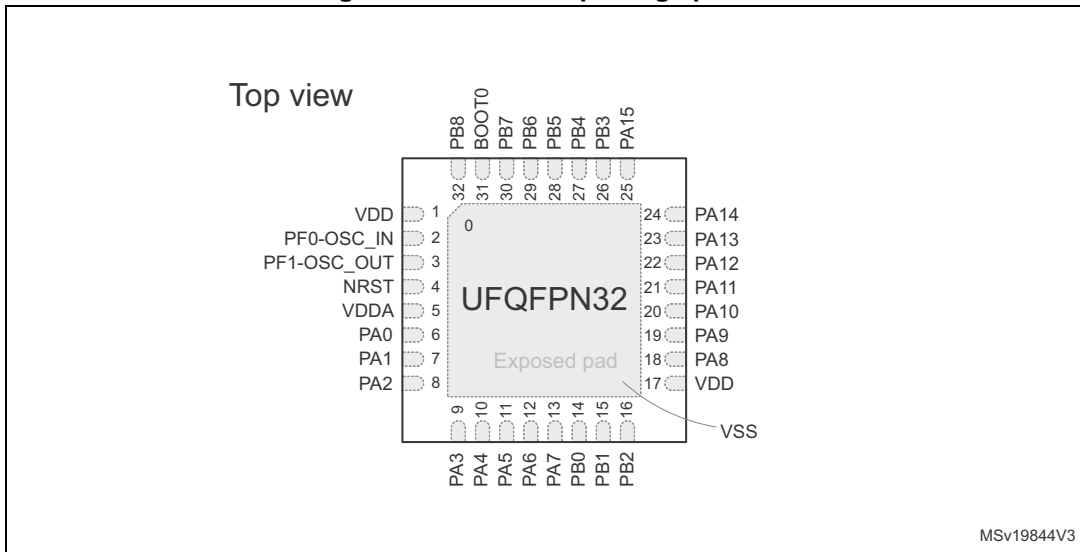 Top view
PB8
BOOT0
PB7
PB6
PB5
PB4
PB3
PA15
32
31
30
29
28
27
26
25
VDD 1
PF0-OSC_IN 2
PF1-OSC_OUT 3
NRST 4
VDDA 5
PA0 6
PA1 7
PA2 8
0
UFQFPN32
Exposed pad
24 PA14
23 PA13
22 PA12
21 PA11
20 PA10
19 PA9
18 PA8
17 VDD
VSS
9
10
11
12
13
14
15
16
PA3
PA4
PA5
PA6
PA7
PB0
PB1
PB2
MSv19844V3